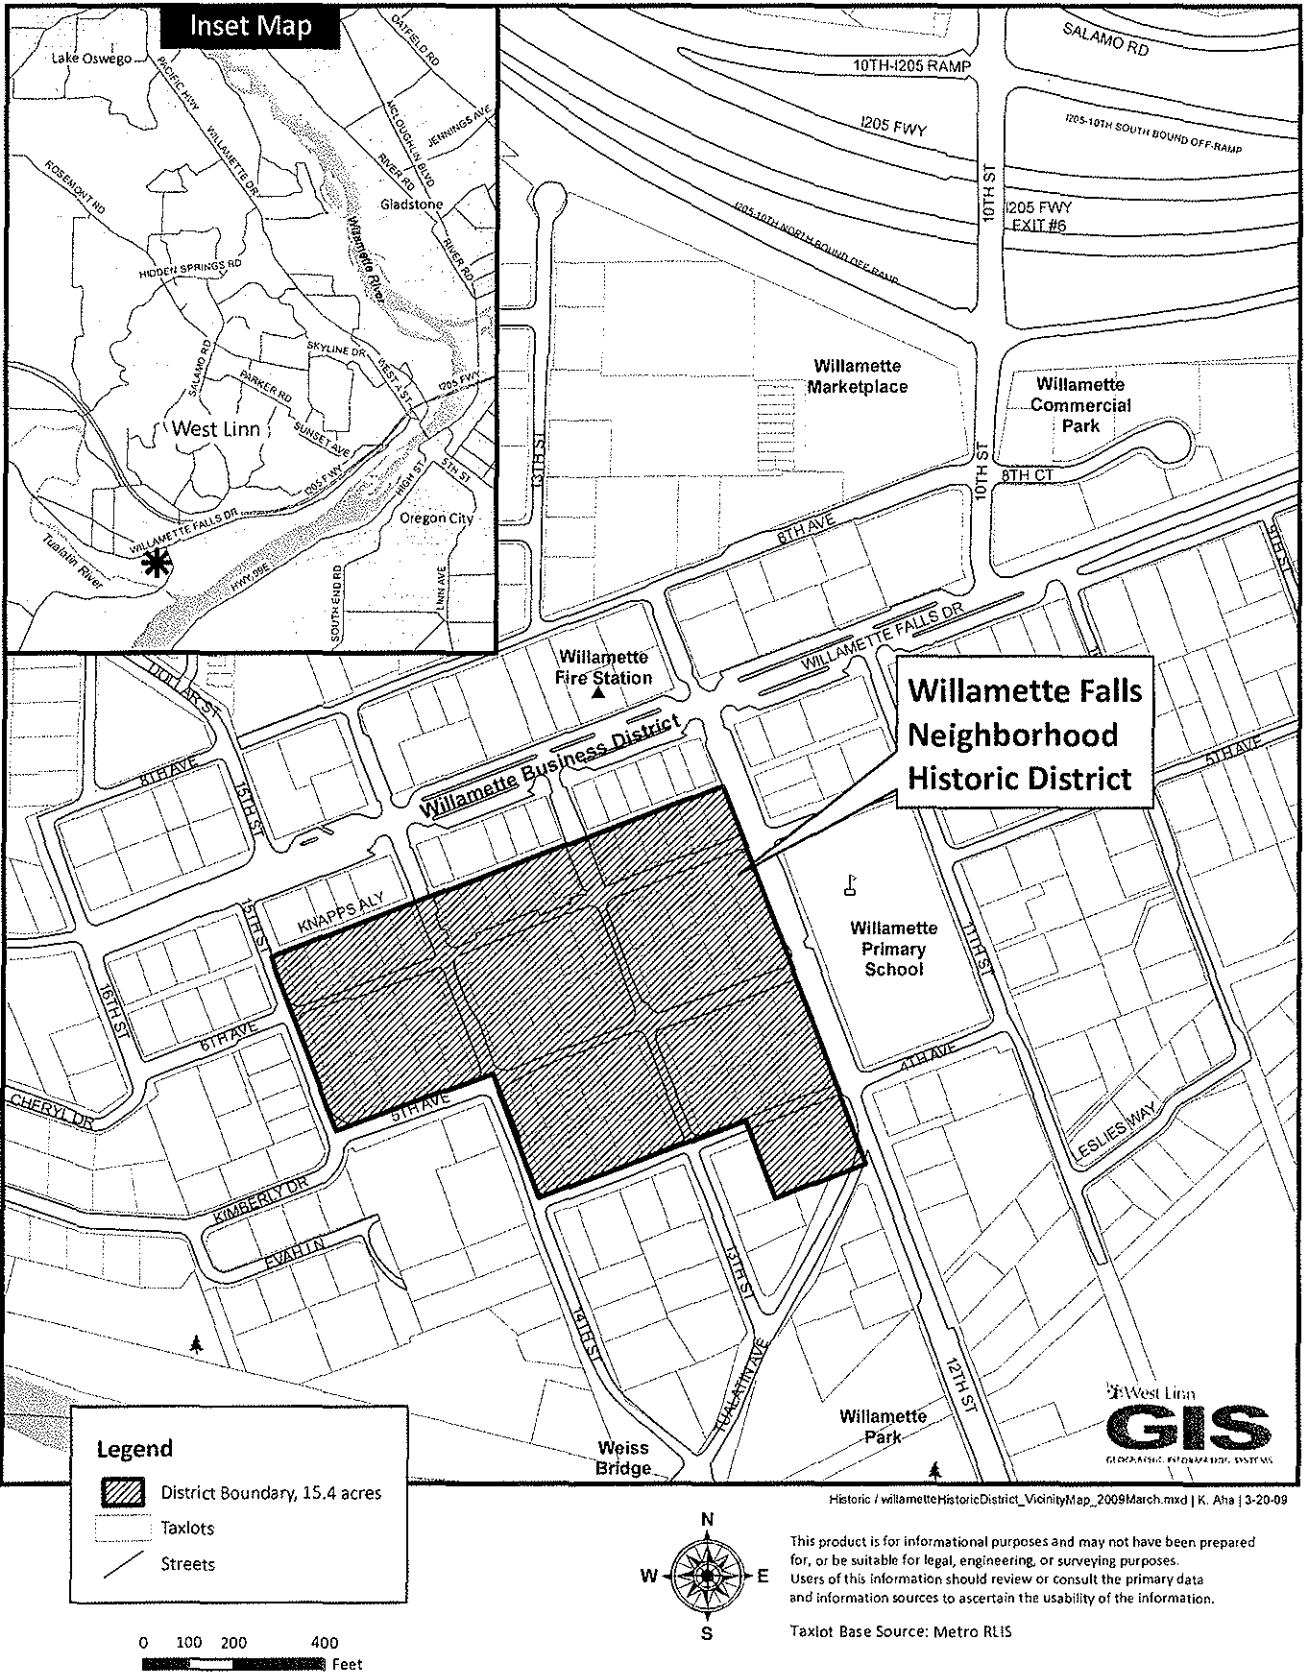 Inset Map
Lake Oswego
PACIFIC HWY
OATFIELD RD
MCLOUGHLIN BLVD
JENNINGS AVE
WILLAMETTE DR
RIVER RD
ROSEMONT RD
Gladstone
Willamette River
RIVER RD
HIDDEN SPRINGS RD
SALAMO RD
SKYLINE DR
WEST A ST
PARKER RD
I205 FWY
West Linn
SUNSET AVE
I205 FWY
HIGH ST
5TH ST
WILLAMETTE FALLS DR
Oregon City
Tualatin River
HWY 99E
SOUTH END RD
LINN AVE
SALAMO RD
10TH-I205 RAMP
I205 FWY
I205-10TH SOUTH BOUND OFF-RAMP
10TH ST
I205 FWY
EXIT #6
I205-10TH NORTH BOUND OFF-RAMP
Willamette
Marketplace
Willamette
Commercial
Park
13TH ST
10TH ST
8TH CT
8TH AVE
9TH ST
WILLAMETTE FALLS DR
Willamette
Fire Station
DOLLAR ST
Willamette Business District
Willamette Falls
Neighborhood
Historic District
5TH AVE
8TH AVE
15TH ST
KNAPPS ALY
15TH ST
Willamette
Primary
School
11TH ST
16TH ST
6TH AVE
4TH AVE
CHERYL DR
5TH AVE
LESLIES WAY
KIMBERLY DR
EVAH LN
13TH ST
14TH ST
TUALATIN AVE
12TH ST
Willamette
Park
Weiss
Bridge
West Linn
GIS
GEOGRAPHIC INFORMATION SYSTEMS
Legend
District Boundary, 15.4 acres
Taxlots
Streets
Historic / willametteHistoricDistrict_VicinityMap_2009March.mxd | K. Aha | 3-20-09
N
W E
S
This product is for informational purposes and may not have been prepared
for, or be suitable for legal, engineering, or surveying purposes.
Users of this information should review or consult the primary data
and information sources to ascertain the usability of the information.
Taxlot Base Source: Metro RLIS
0 100 200 400
Feet